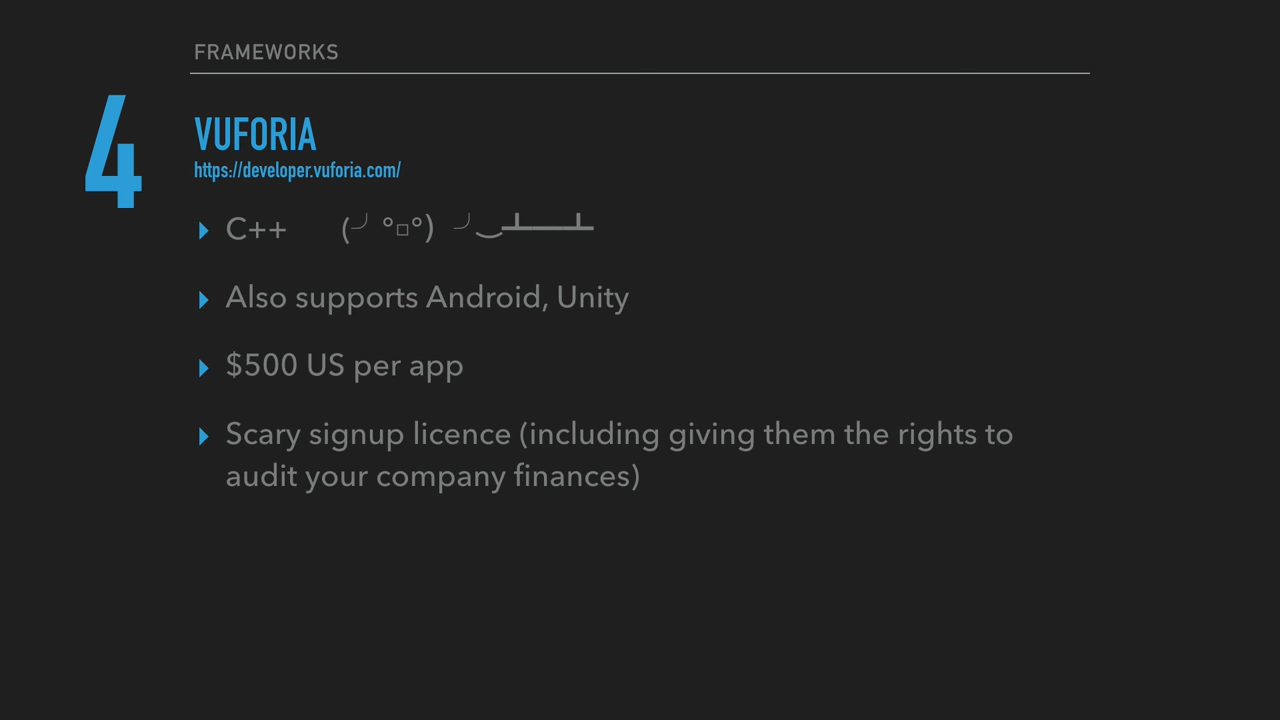 FRAMEWORKS
4
VUFORIA
https://developer.vuforia.com/
C++ (╯°□°) ╯‿┻━┻
Also supports Android, Unity
$500 US per app
Scary signup licence (including giving them the rights to
audit your company finances)